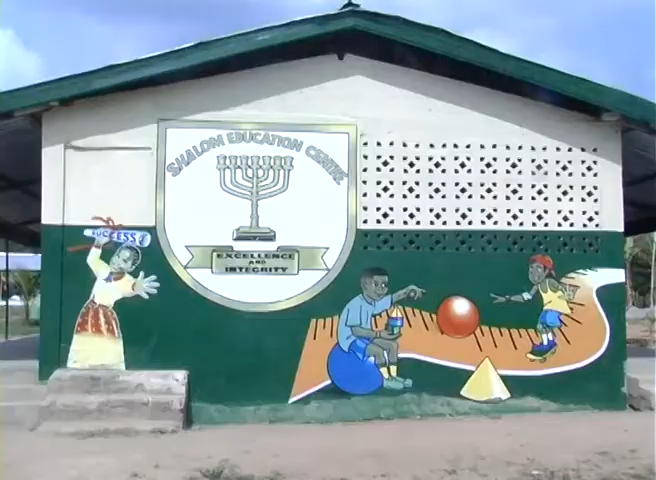 SHALOM EDUCATION CENTRE
EXCELLENCE
AND
INTEGRITY
SUCCESS